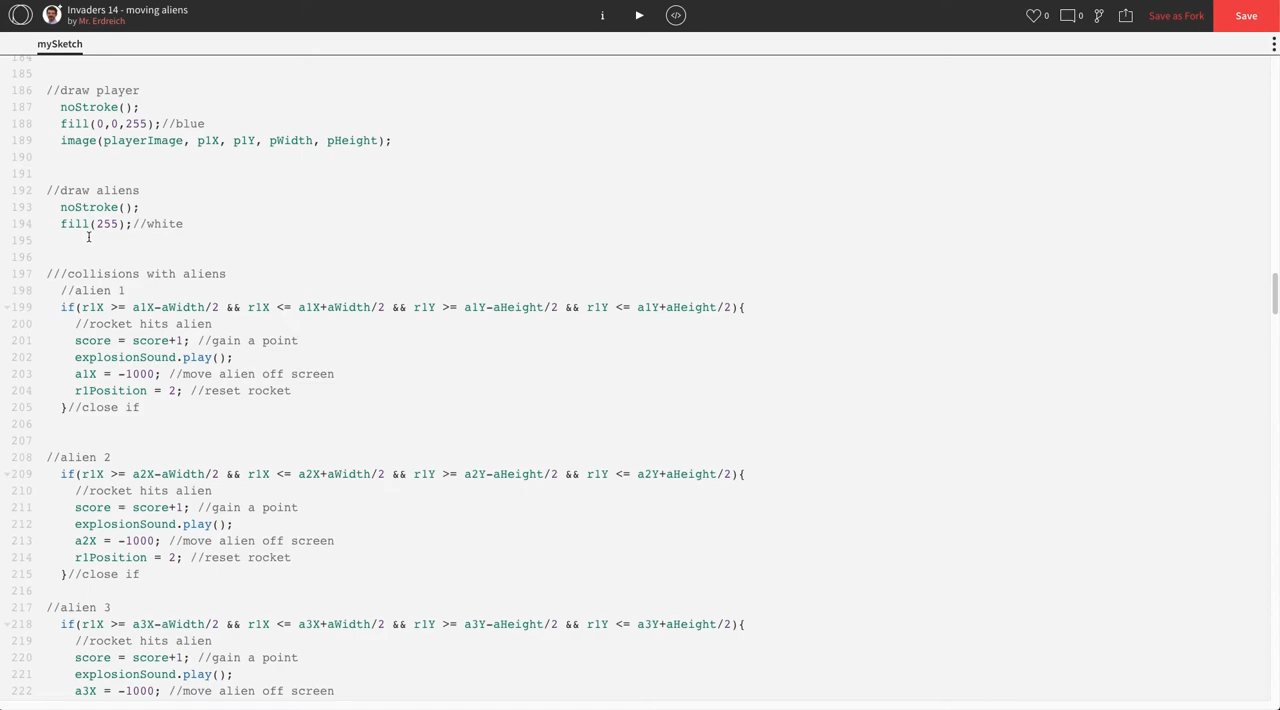 Invaders 14 - moving aliens
by Mr. Erdreich
i
</>
0
0
Save as Fork
Save
mySketch
184
185
186 //draw player
187 noStroke();
188 fill(0,0,255);//blue
189 image(playerImage, p1X, p1Y, pWidth, pHeight);
190
191
192 //draw aliens
193 noStroke();
194 fill(255);//white
195
196
197 ///collisions with aliens
198 //alien 1
199 if(r1X >= a1X-aWidth/2 && r1X <= a1X+aWidth/2 && r1Y >= a1Y-aHeight/2 && r1Y <= a1Y+aHeight/2){
200 //rocket hits alien
201 score = score+1; //gain a point
202 explosionSound.play();
203 a1X = -1000; //move alien off screen
204 r1Position = 2; //reset rocket
205 }//close if
206
207
208 //alien 2
209 if(r1X >= a2X-aWidth/2 && r1X <= a2X+aWidth/2 && r1Y >= a2Y-aHeight/2 && r1Y <= a2Y+aHeight/2){
210 //rocket hits alien
211 score = score+1; //gain a point
212 explosionSound.play();
213 a2X = -1000; //move alien off screen
214 r1Position = 2; //reset rocket
215 }//close if
216
217 //alien 3
218 if(r1X >= a3X-aWidth/2 && r1X <= a3X+aWidth/2 && r1Y >= a3Y-aHeight/2 && r1Y <= a3Y+aHeight/2){
219 //rocket hits alien
220 score = score+1; //gain a point
221 explosionSound.play();
222 a3X = -1000; //move alien off screen